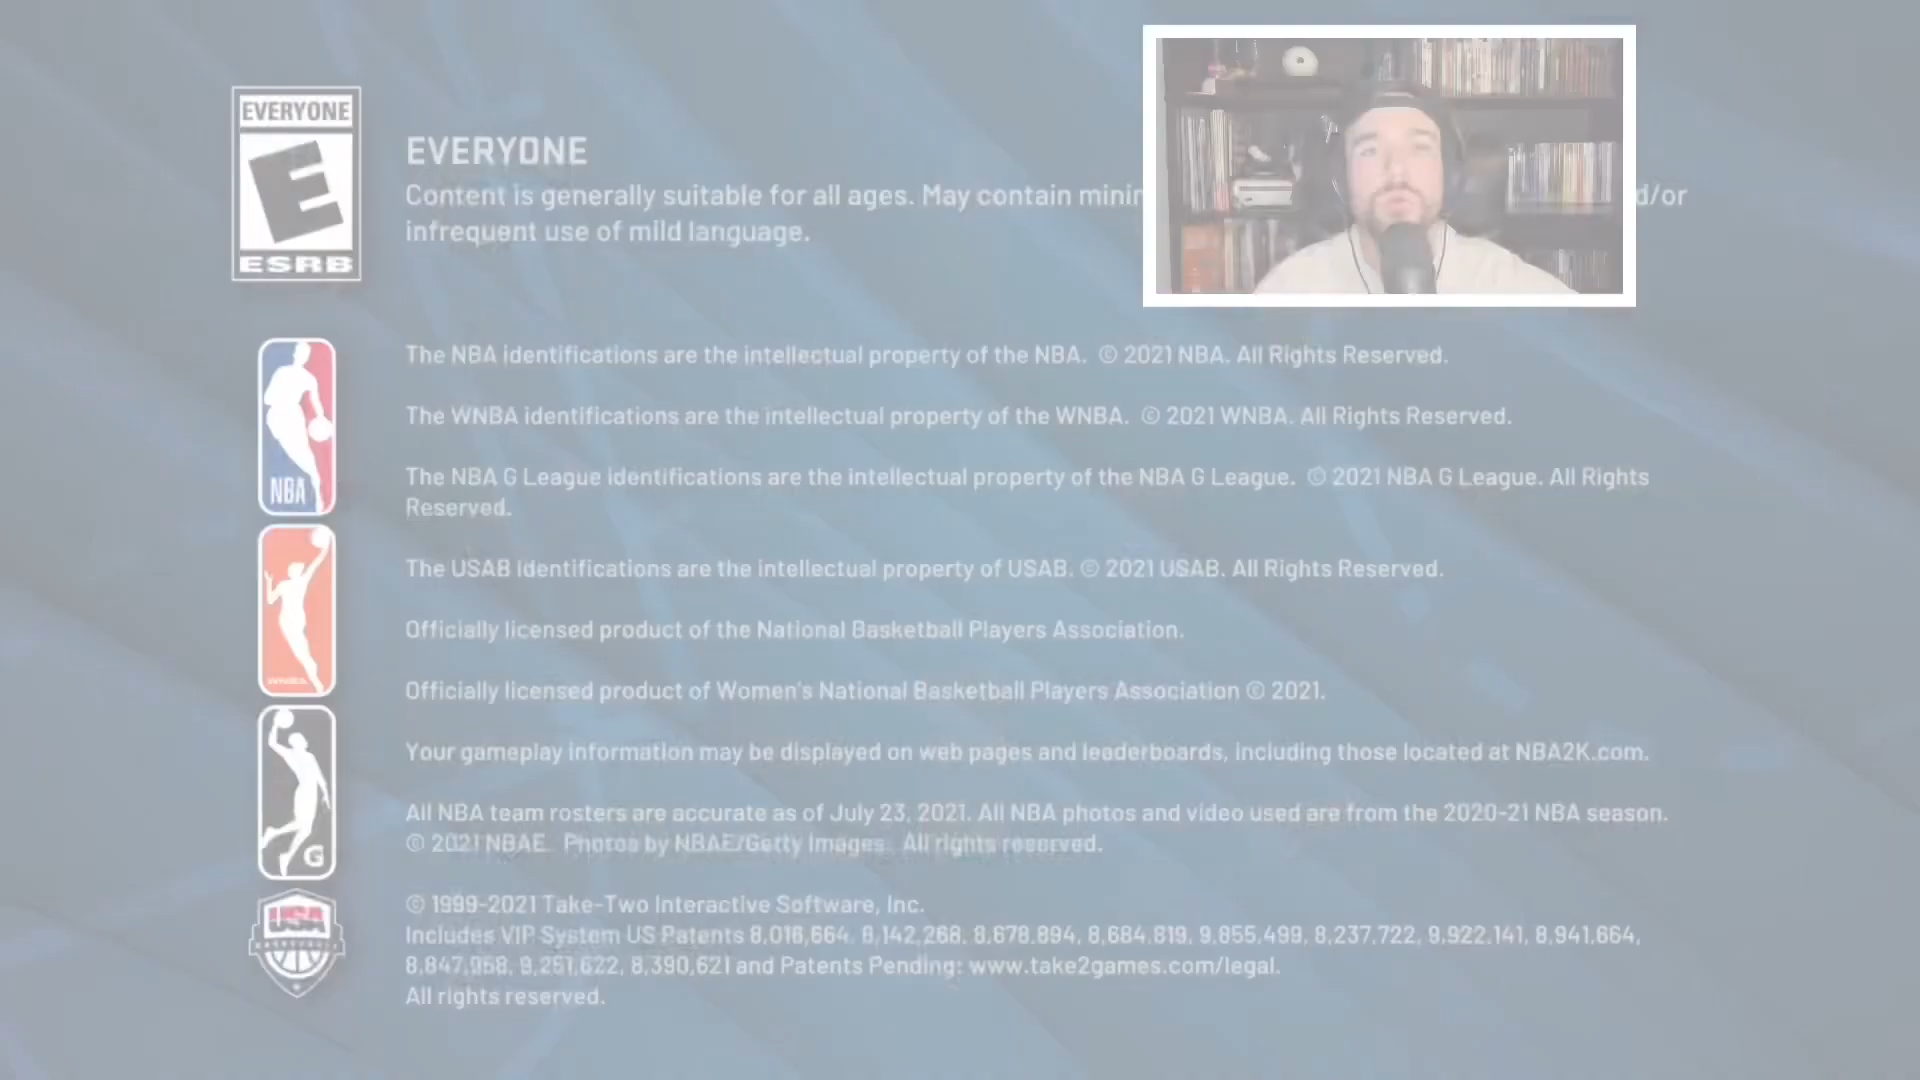 EVERYONE
E
ESRB
EVERYONE
Content is generally suitable for all ages. May contain d/or
infrequent use of mild language.
The NBA identifications are the intellectual property of the NBA. © 2021 NBA. All Rights Reserved.
The WNBA identifications are the intellectual property of the WNBA. © 2021 WNBA. All Rights Reserved.
The NBA G League identifications are the intellectual property of the NBA G League. © 2021 NBA G League. All Rights
Reserved.
The USAB identifications are the intellectual property of USAB. © 2021 USAB. All Rights Reserved.
Officially licensed product of the National Basketball Players Association.
Officially licensed product of Women's National Basketball Players Association © 2021.
Your gameplay information may be displayed on web pages and leaderboards, including those located at NBA2K.com.
All NBA team rosters are accurate as of July 23, 2021. All NBA photos and video used are from the 2020-21 NBA season.
© 2021 NBAE. Photos by NBAE/Getty Images. All rights reserved.
© 1999-2021 Take-Two Interactive Software, Inc.
Includes VIP System US Patents 8,016,664, 8,142,268, 8,678,894, 8,684,819, 9,855,499, 8,237,722, 9,922,141, 8,941,664,
8,847,958, 9,251,622, 8,390,621 and Patents Pending: www.take2games.com/legal.
All rights reserved.
NBA
G
USA